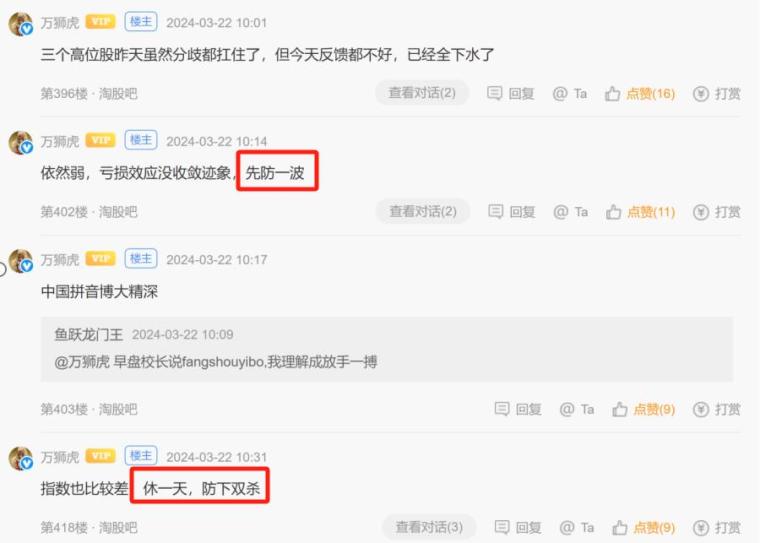 万狮虎 VIP 楼主 2024-03-22 10:01
三个高位股昨天虽然分歧都扛住了，但今天反馈都不好，已经全下水了
第396楼 · 淘股吧 查看对话(2) 回复 @ Ta 点赞(16) 打赏
万狮虎 VIP 楼主 2024-03-22 10:14
依然弱，亏损效应没收敛迹象，先防一波
第402楼 · 淘股吧 查看对话(2) 回复 @ Ta 点赞(11) 打赏
万狮虎 VIP 楼主 2024-03-22 10:17
中国拼音博大精深
鱼跃龙门王 2024-03-22 10:09
@万狮虎 早盘校长说fangshouyibo,我理解成放手一搏
第403楼 · 淘股吧 回复 @ Ta 点赞(9) 打赏
万狮虎 VIP 楼主 2024-03-22 10:31
指数也比较差 休一天，防下双杀
第418楼 · 淘股吧 查看对话(3) 回复 @ Ta 点赞(9) 打赏